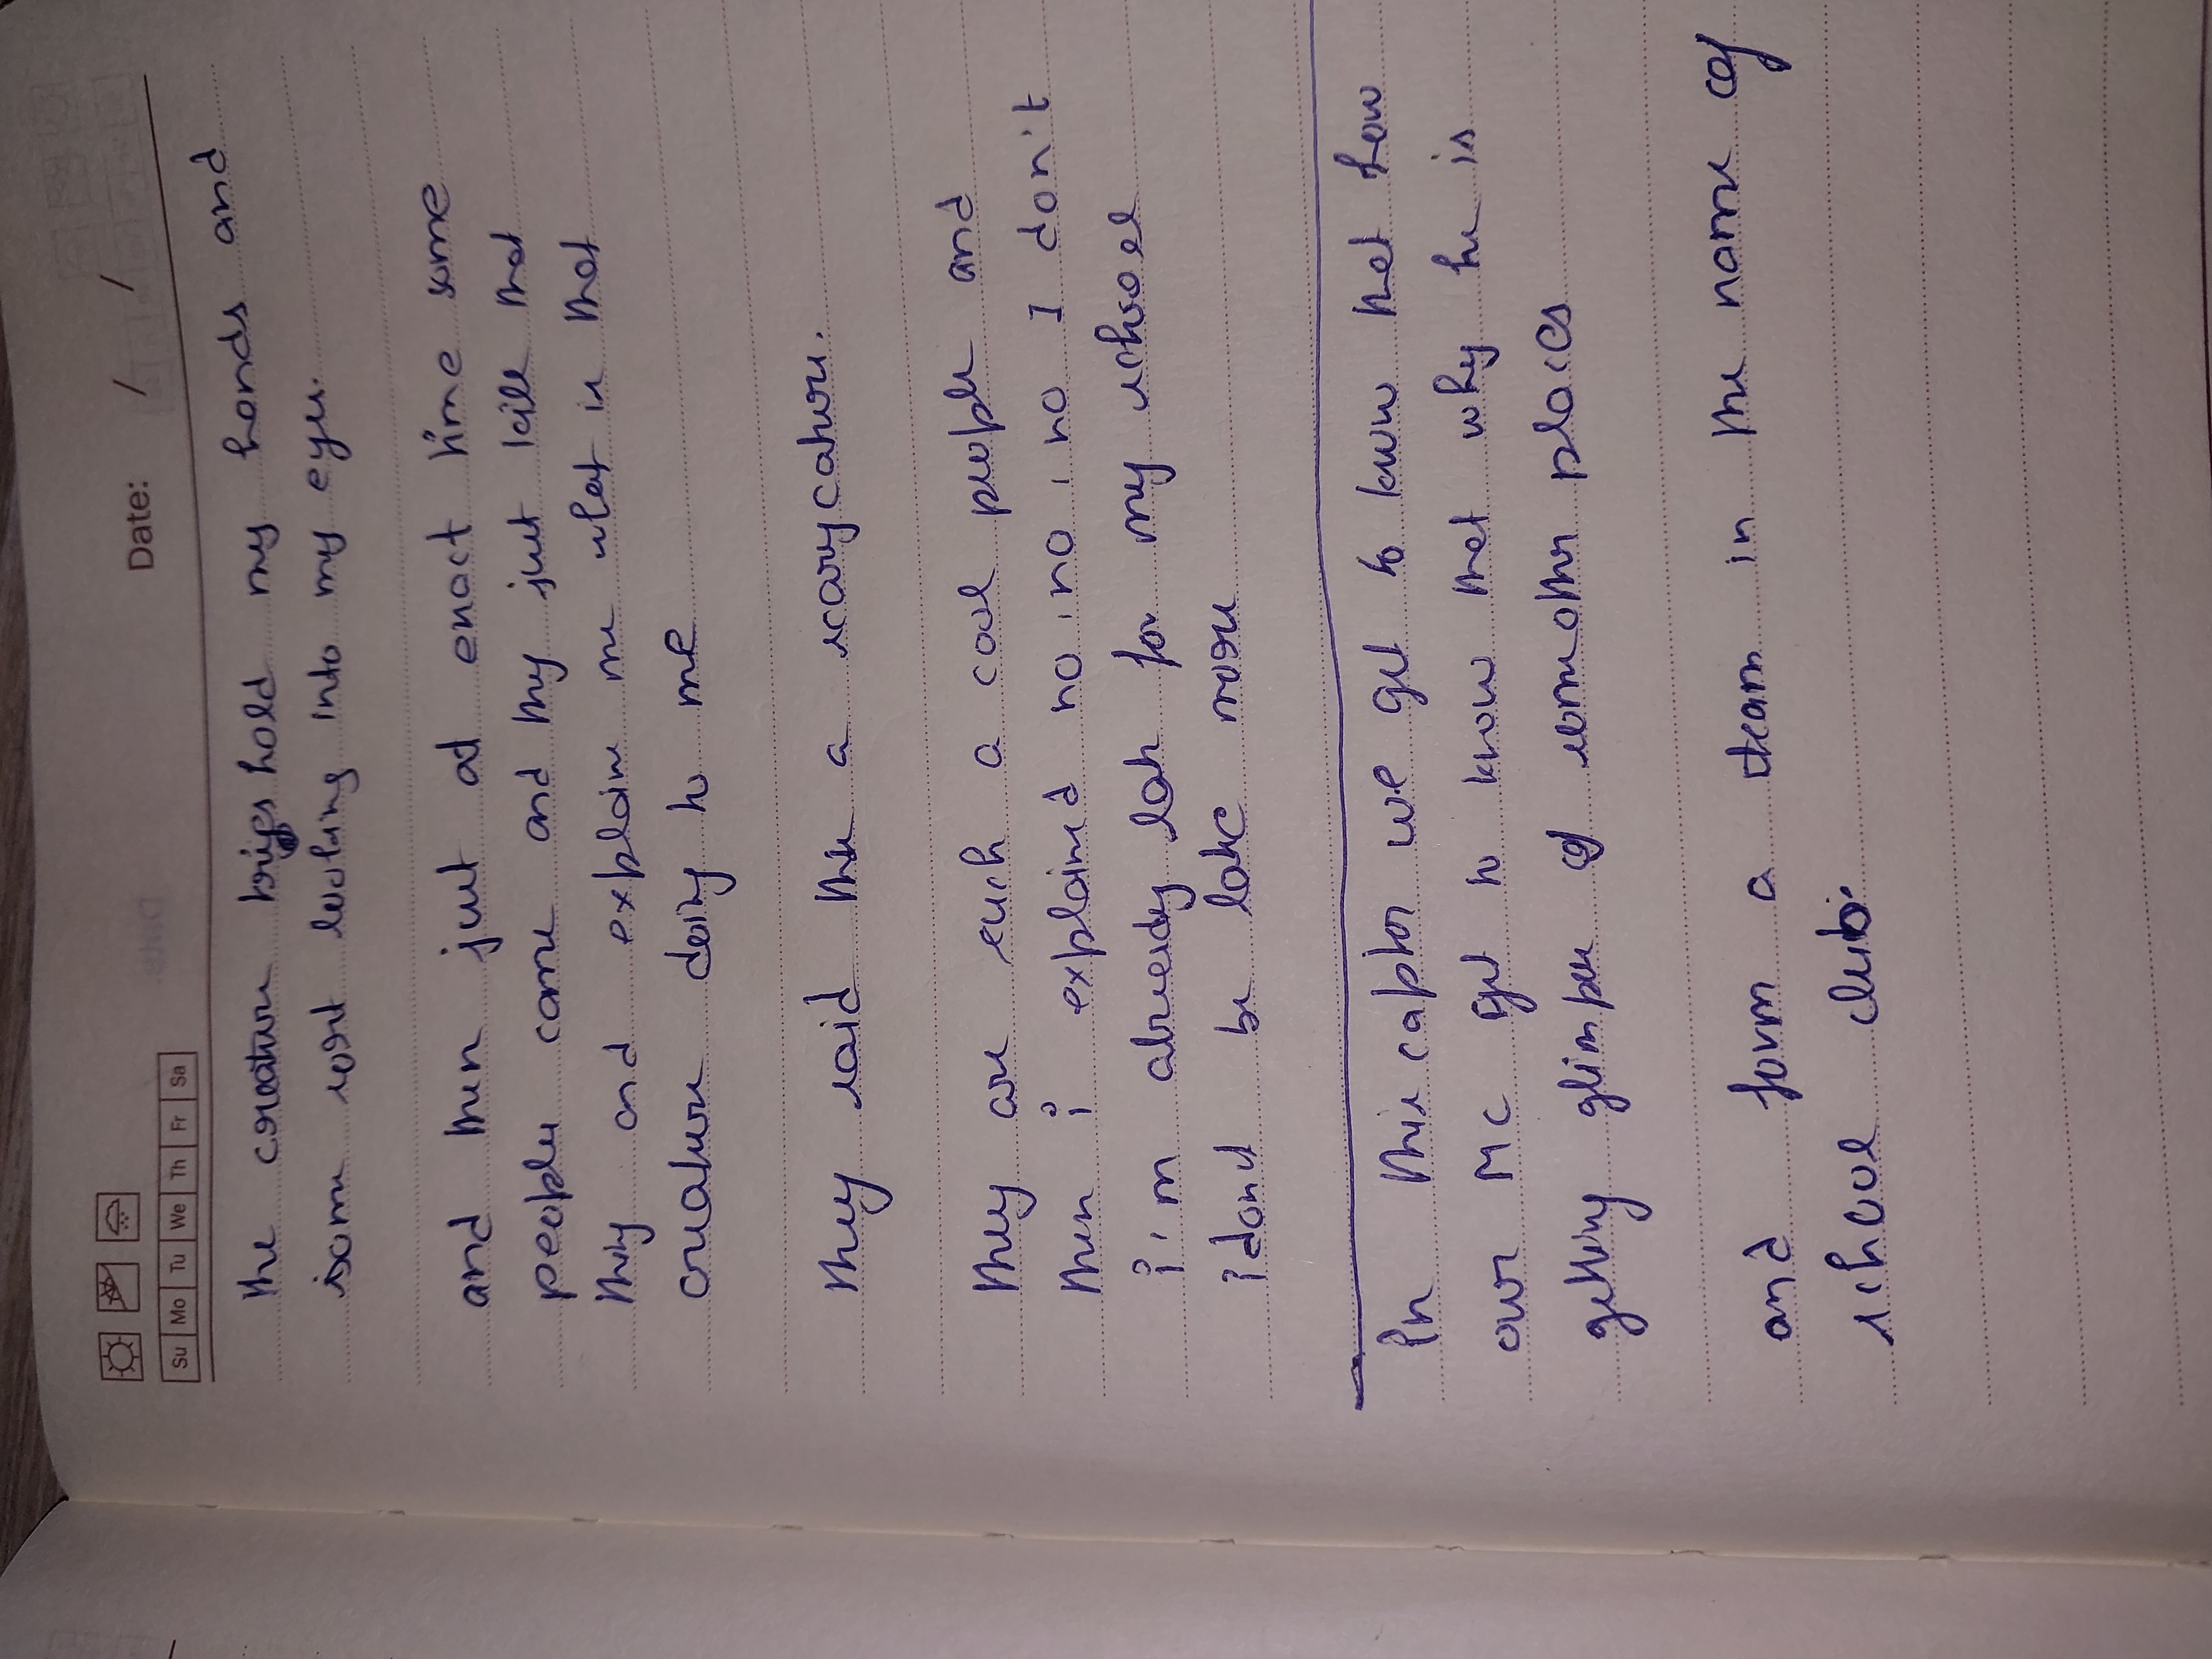 Date: / /
Su Mo Tu We Th Fr Sa
the creature hold my hands and
some sort looking into my eyes.
and then just at enact time some
peoples came and they just kill that
thing and explaine me what is that
creature doing to me
they said this a scarycature.
they are such a cool people and
then i explained no, no, no I don't
i'm already late for my school
i dont be late more
In this captor we get to know that how
our MC get to know that why he is
getting glimpse of some other places
and form a team in the name of
school club.